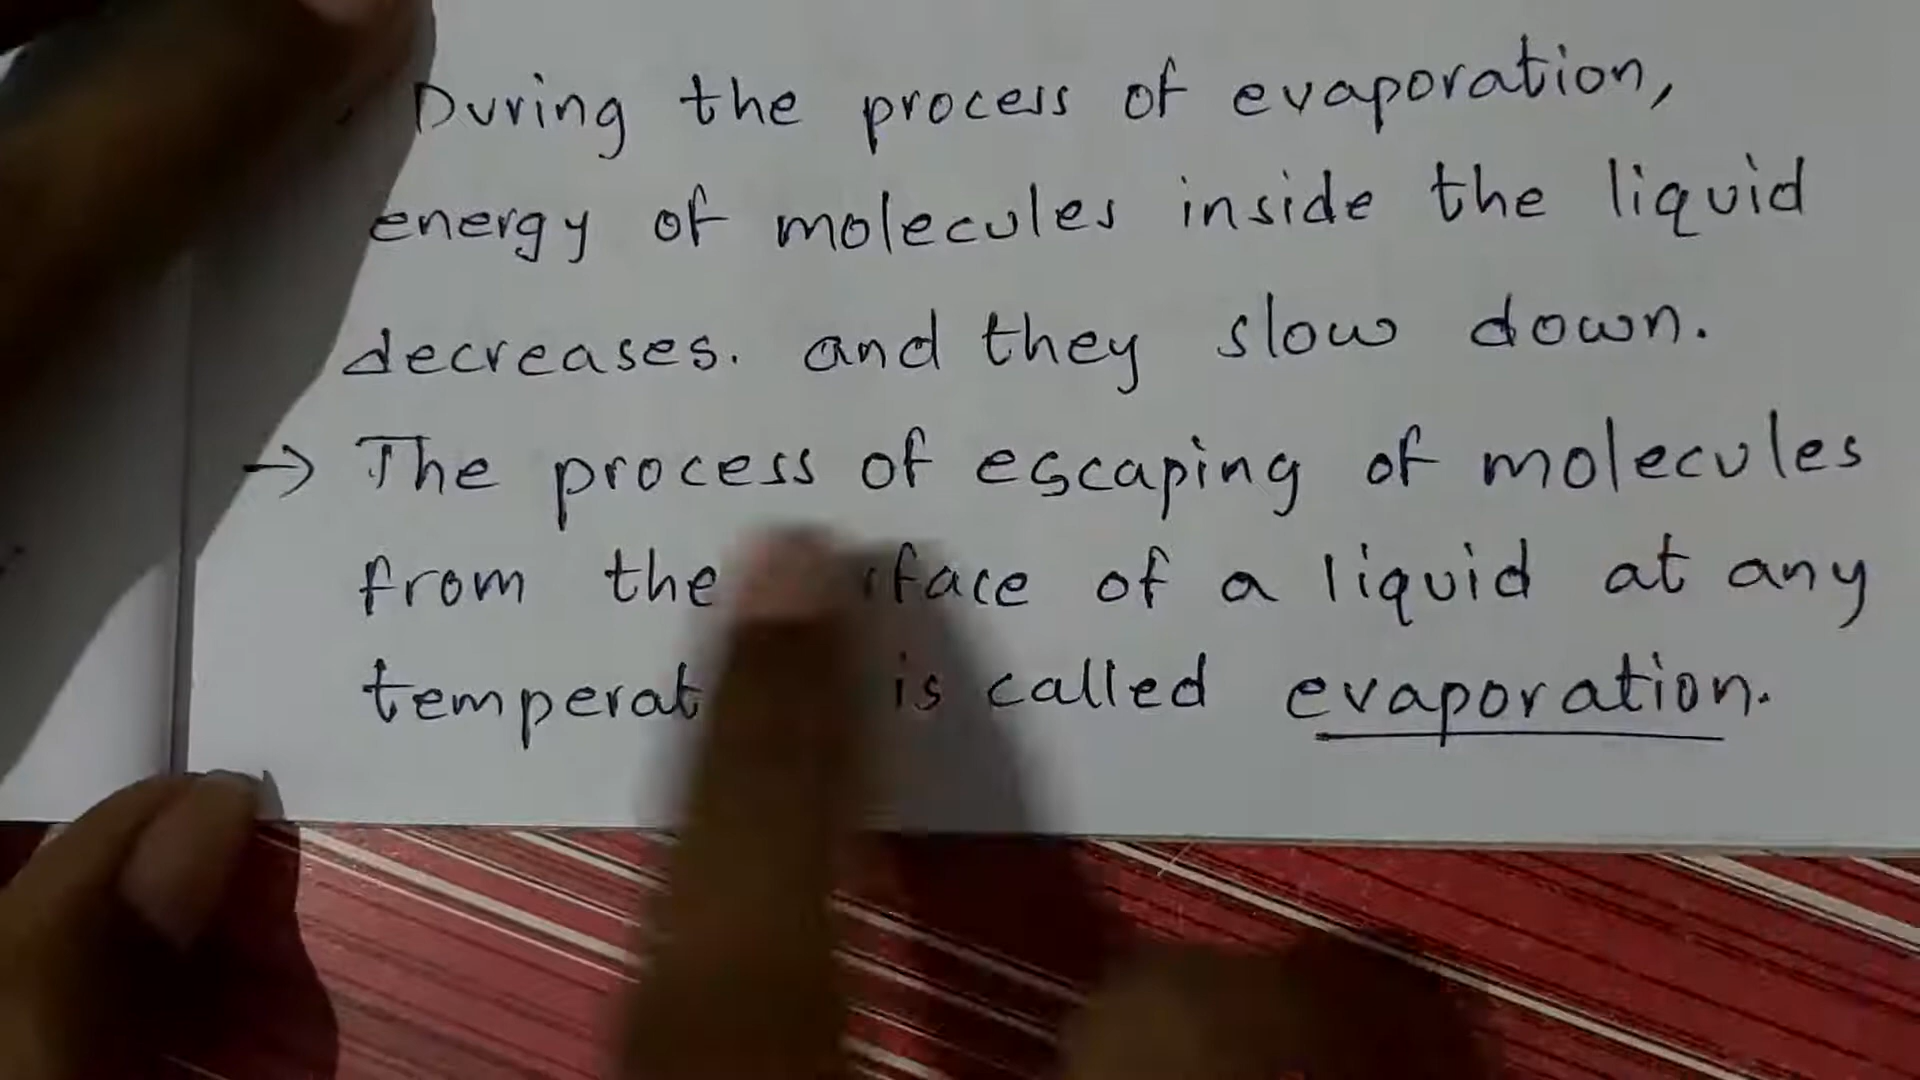 During the process of evaporation,
energy of molecules inside the liquid
decreases. and they slow down.
→ The process of escaping of molecules
from the face of a liquid at any
temperat is called evaporation.